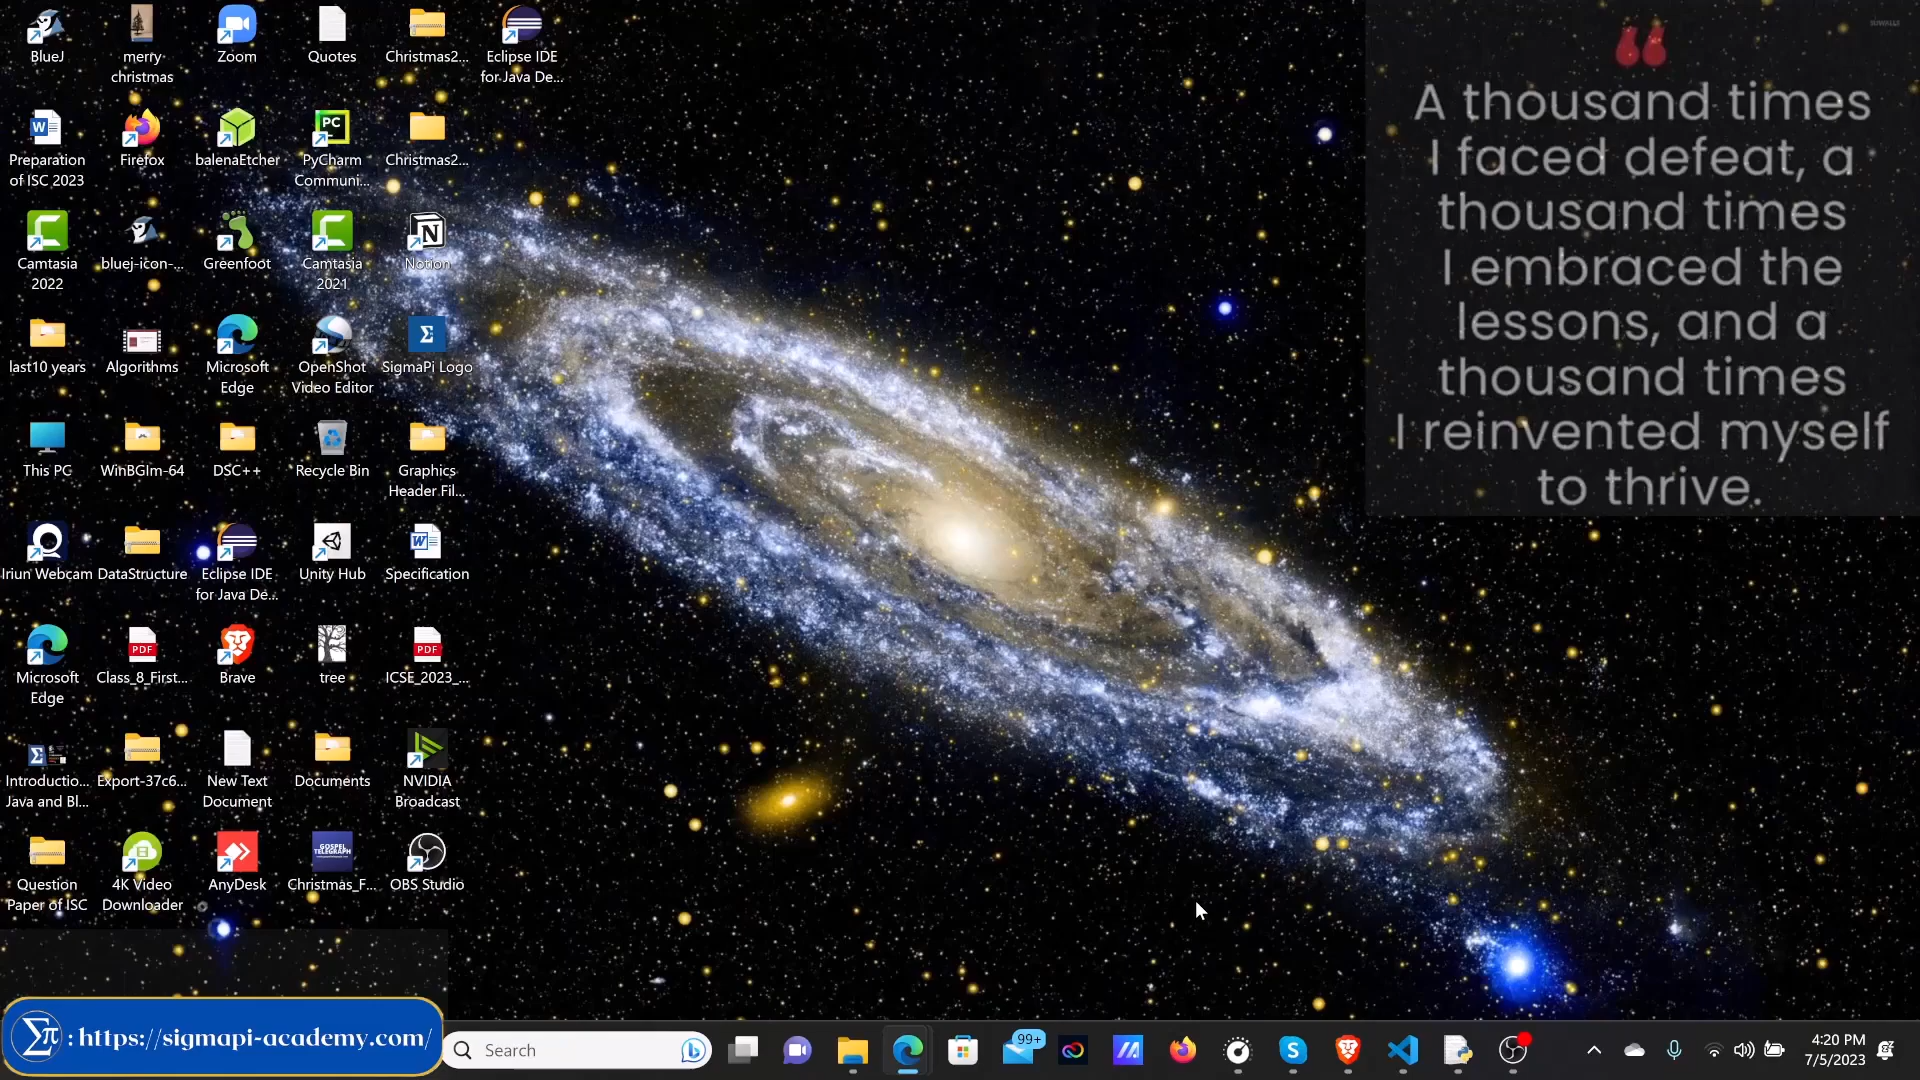 BlueJ
merry
christmas
Zoom
Quotes
Christmas2...
Eclipse IDE
for Java De...
A thousand times
I faced defeat, a
thousand times
I embraced the
lessons, and a
thousand times
I reinvented myself
to thrive.
Preparation
of ISC 2023
Firefox
balenaEtcher
PC
PyCharm
Communi...
Christmas2...
Camtasia
2022
bluej-icon-...
Greenfoot
Camtasia
2021
Notion
last10 years
Algorithms
Microsoft
Edge
OpenShot
Video Editor
Σ
SigmaPi Logo
This PC
WinBGIm-64
DSC++
Recycle Bin
Graphics
Header Fil...
Iriun Webcam
DataStructure
Eclipse IDE
for Java De...
Unity Hub
Specification
Microsoft
Edge
PDF
Class_8_First...
Brave
tree
PDF
ICSE_2023_...
Introductio...
Java and Bl...
Export-37c6...
New Text
Document
Documents
NVIDIA
Broadcast
Question
Paper of ISC
4K Video
Downloader
AnyDesk
GOSPEL
TELEGRAPH
Christmas_F...
OBS Studio
Σπ : https://sigmapi-academy.com/
Search
99+
4:20 PM
7/5/2023